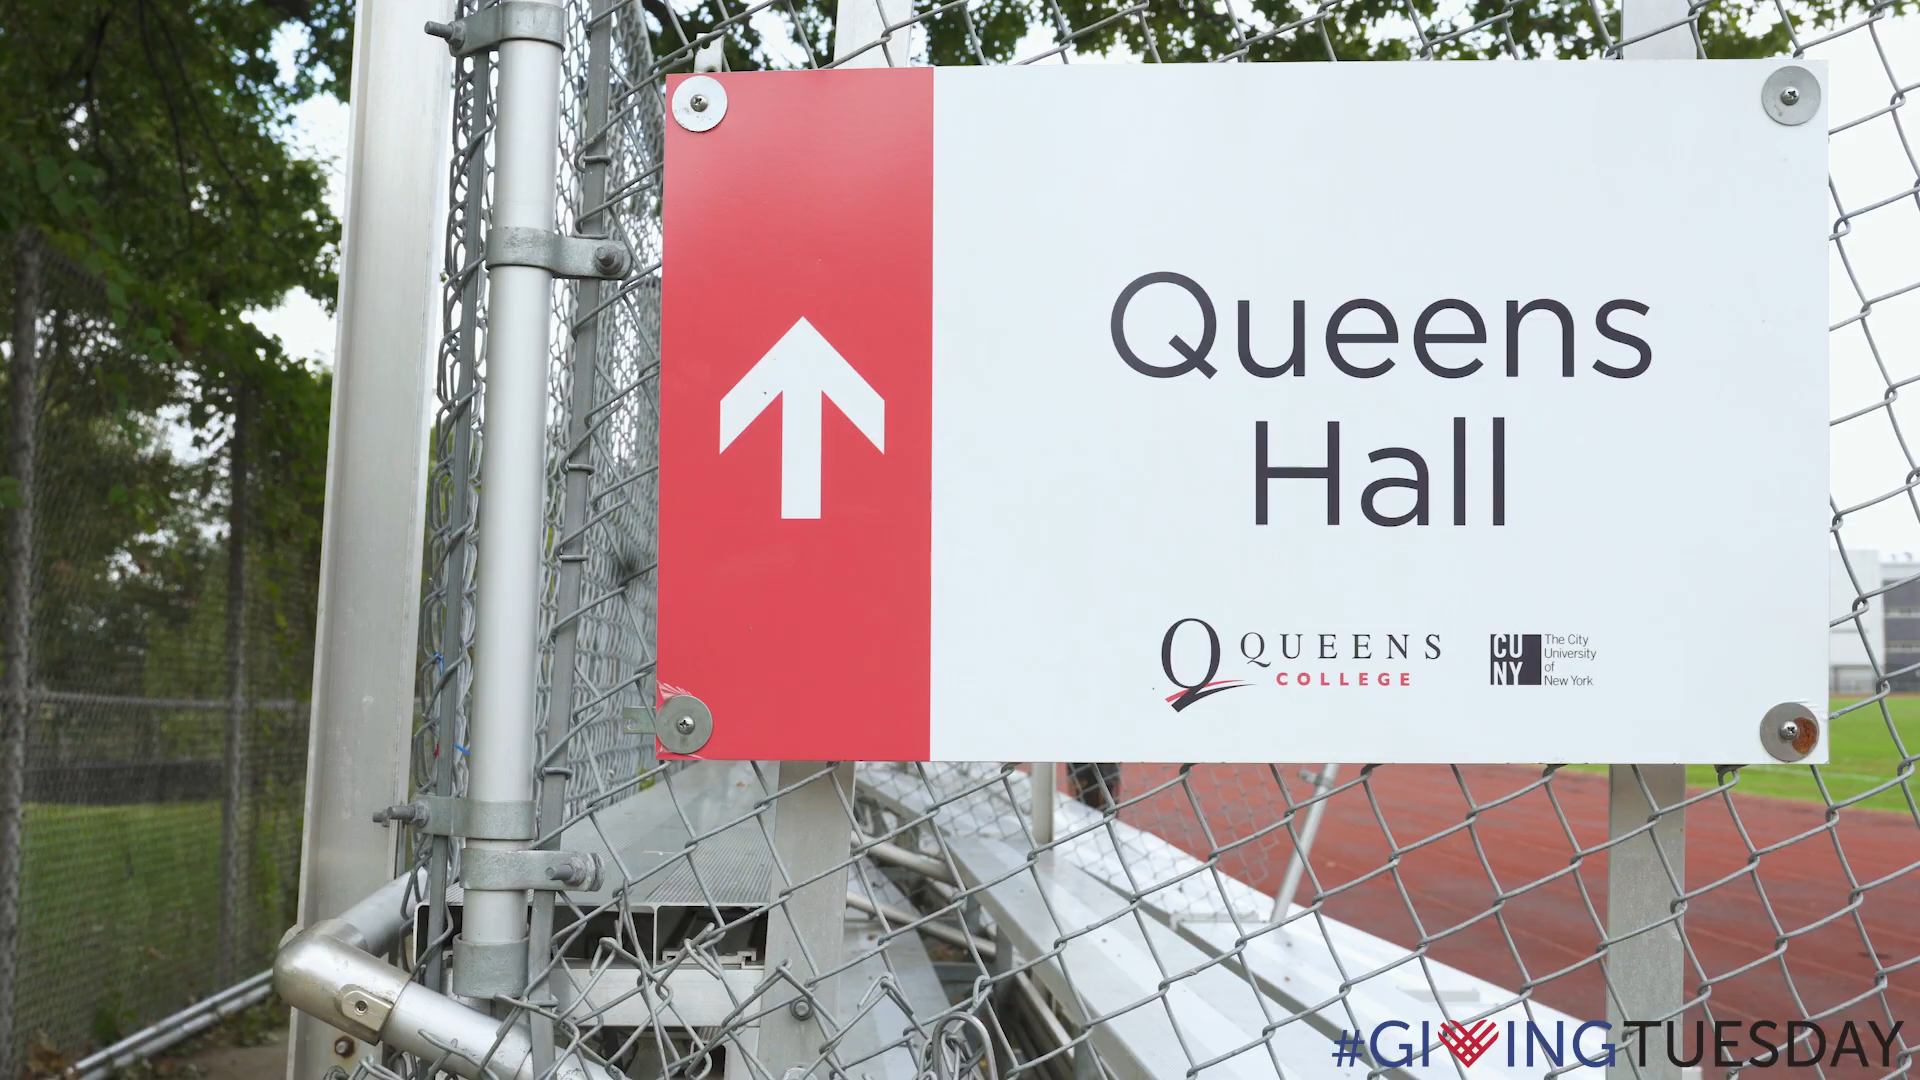 Queens
Hall
QUEENS
COLLEGE
CU
NY
The City
University
of
New York
#GIVINGTUESDAY